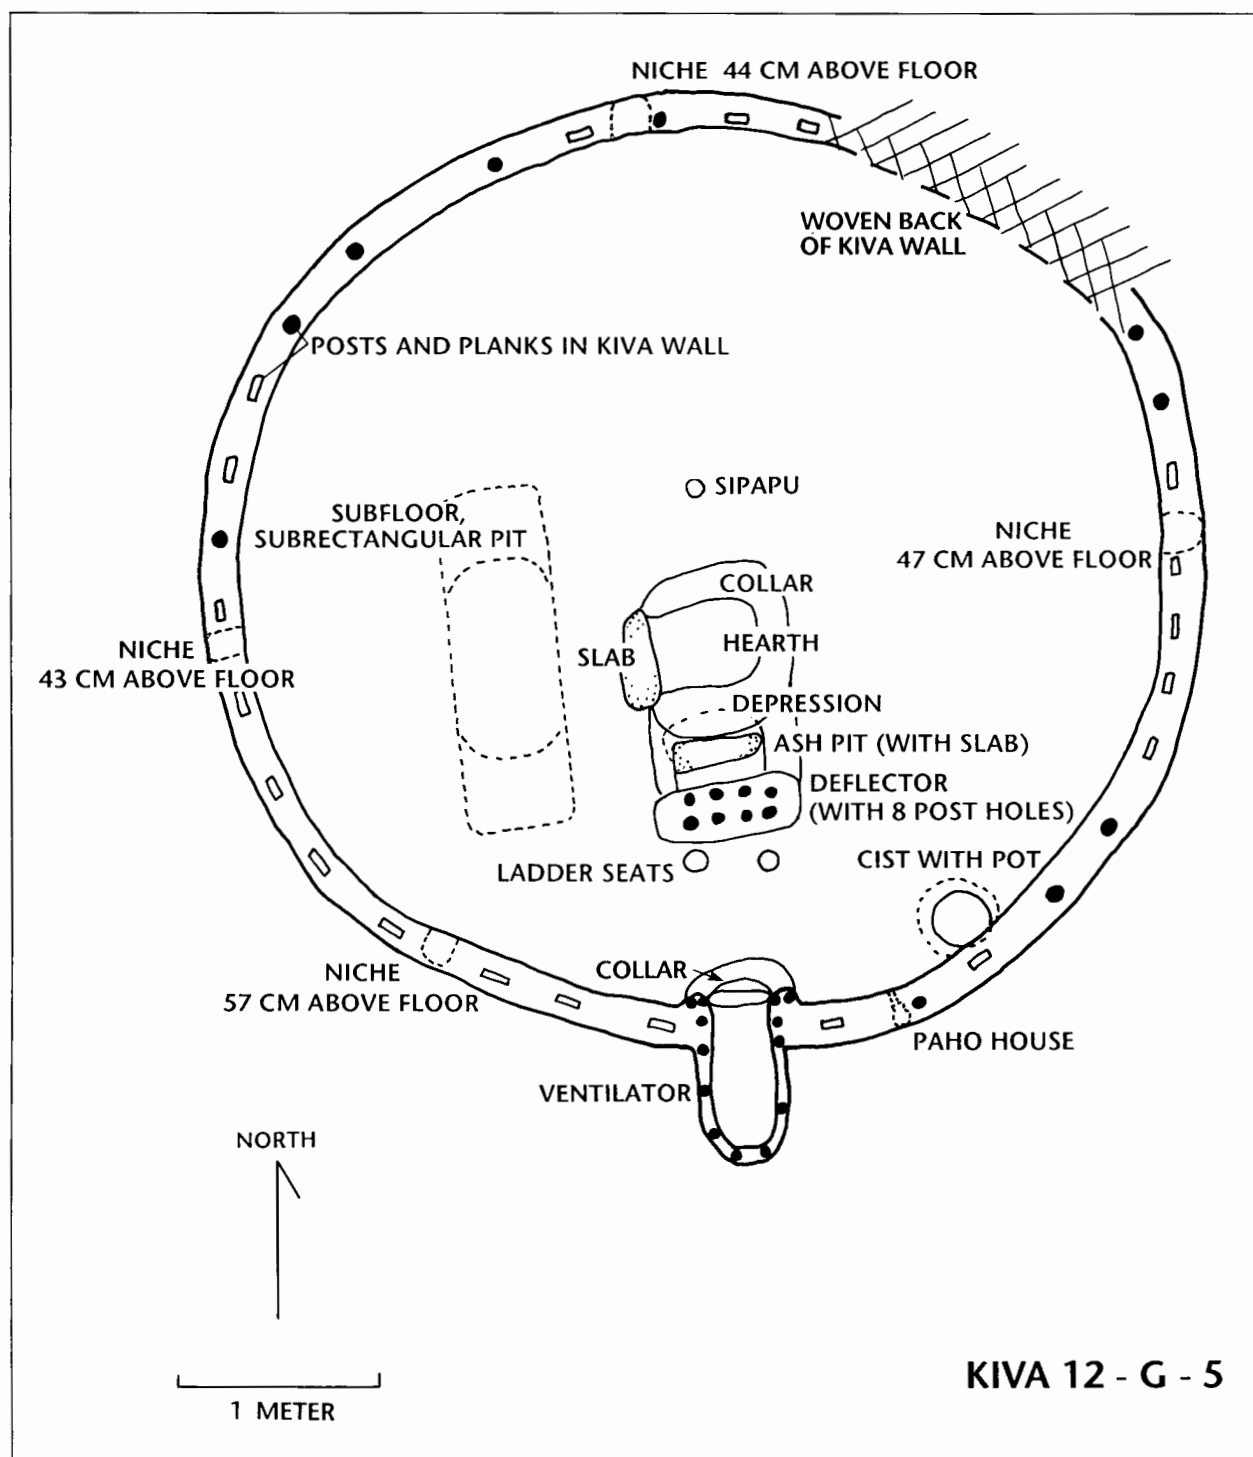 NICHE 44 CM ABOVE FLOOR
WOVEN BACK
OF KIVA WALL
POSTS AND PLANKS IN KIVA WALL
SIPAPU
SUBFLOOR,
SUBRECTANGULAR PIT
NICHE
47 CM ABOVE FLOOR
COLLAR
HEARTH
SLAB
NICHE
43 CM ABOVE FLOOR
DEPRESSION
ASH PIT (WITH SLAB)
DEFLECTOR
(WITH 8 POST HOLES)
LADDER SEATS
CIST WITH POT
NICHE
57 CM ABOVE FLOOR
COLLAR
PAHO HOUSE
VENTILATOR
NORTH
KIVA 12 - G - 5
1 METER